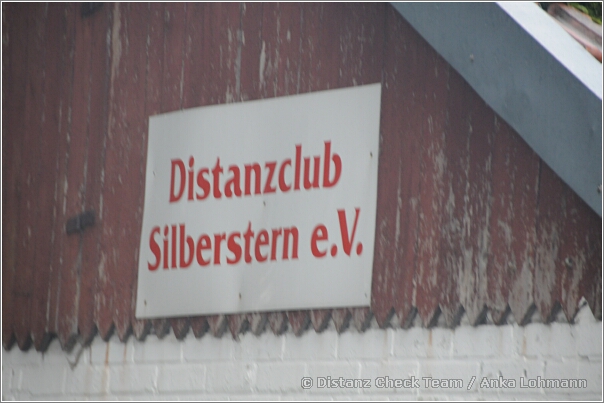 Distanzclub
Silberstern e.V.
© Distanz Check Team / Anka Lohmann